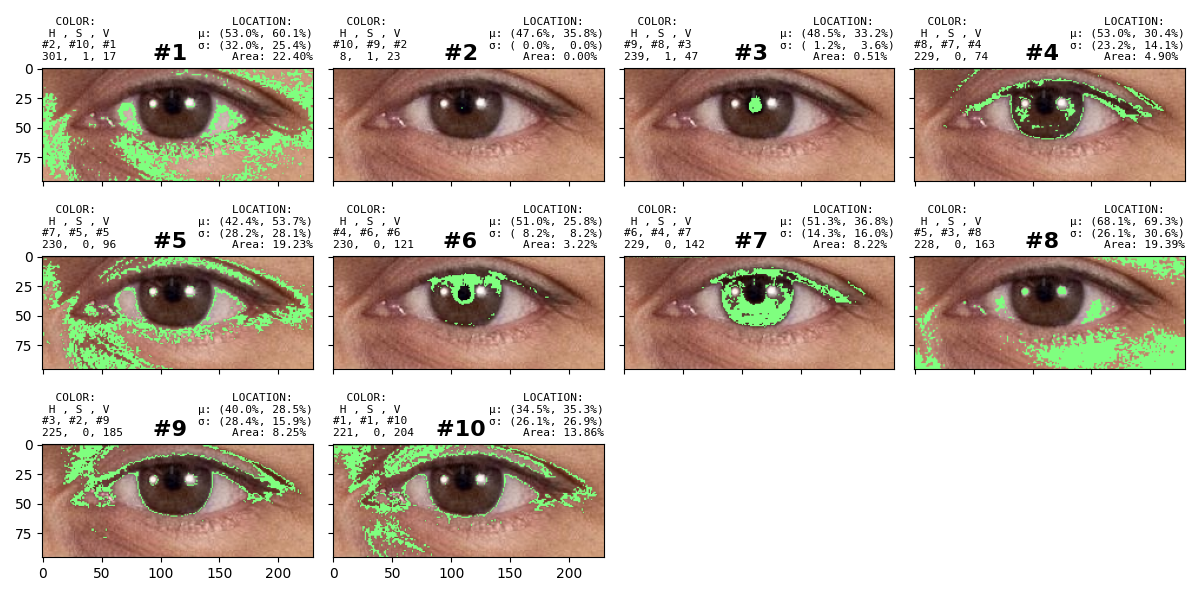 COLOR: LOCATION:
H , S , V μ: (53.0%, 60.1%)
#2, #10, #1 #1 σ: (32.0%, 25.4%)
301, 1, 17 Area: 22.40%
COLOR: LOCATION:
H , S , V μ: (47.6%, 35.8%)
#10, #9, #2 #2 σ: ( 0.0%, 0.0%)
8, 1, 23 Area: 0.00%
COLOR: LOCATION:
H , S , V μ: (48.5%, 33.2%)
#9, #8, #3 #3 σ: ( 1.2%, 3.6%)
239, 1, 47 Area: 0.51%
COLOR: LOCATION:
H , S , V μ: (53.0%, 30.4%)
#8, #7, #4 #4 σ: (23.2%, 14.1%)
229, 0, 74 Area: 4.90%
0
25
50
75
COLOR: LOCATION:
H , S , V μ: (42.4%, 53.7%)
#7, #5, #5 #5 σ: (28.2%, 28.1%)
230, 0, 96 Area: 19.23%
COLOR: LOCATION:
H , S , V μ: (51.0%, 25.8%)
#4, #6, #6 #6 σ: ( 8.2%, 8.2%)
230, 0, 121 Area: 3.22%
COLOR: LOCATION:
H , S , V μ: (51.3%, 36.8%)
#6, #4, #7 #7 σ: (14.3%, 16.0%)
229, 0, 142 Area: 8.22%
COLOR: LOCATION:
H , S , V μ: (68.1%, 69.3%)
#5, #3, #8 #8 σ: (26.1%, 30.6%)
228, 0, 163 Area: 19.39%
0
25
50
75
COLOR: LOCATION:
H , S , V μ: (40.0%, 28.5%)
#3, #2, #9 #9 σ: (28.4%, 15.9%)
225, 0, 185 Area: 8.25%
COLOR: LOCATION:
H , S , V μ: (34.5%, 35.3%)
#1, #1, #10 #10 σ: (26.1%, 26.9%)
221, 0, 204 Area: 13.86%
0
25
50
75
0 50 100 150 200
0 50 100 150 200